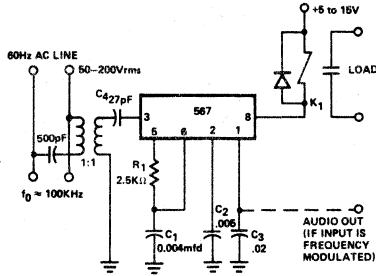 +5 to 15V
60Hz AC LINE
50–200Vrms
LOAD
K1
C4 27pF
567
3
8
5
6
2
1
500pF
1:1
R1
2.5KΩ
f0 ≈ 100KHz
C1
0.004mfd
C2
.005
C3
.02
AUDIO OUT
(IF INPUT IS
FREQUENCY
MODULATED)